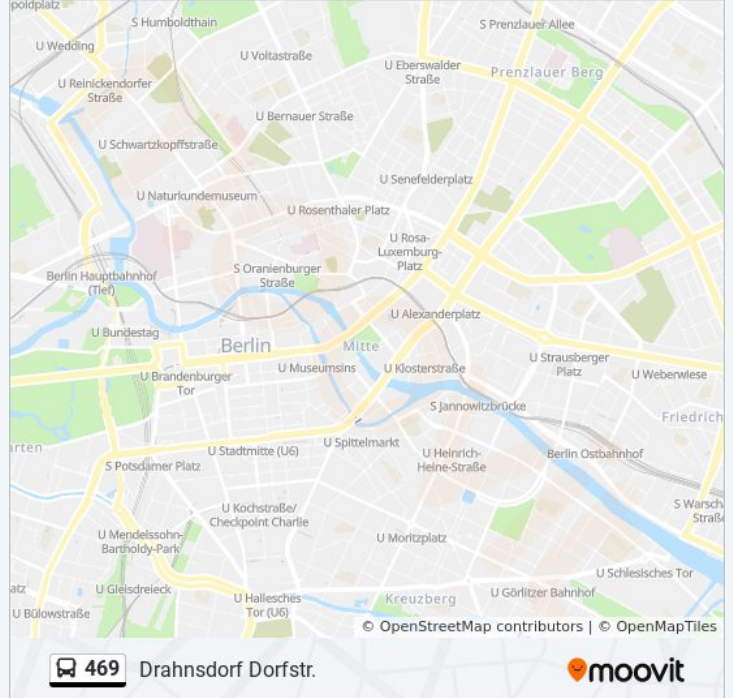 poldplatz
S Humboldthain
S Prenzlauer Allee
U Wedding
U Voltastraße
U Eberswalder
Straße
Prenzlauer Berg
U Reinickendorfer
Straße
U Bernauer Straße
U Schwartzkopffstraße
U Senefelderplatz
U Naturkundemuseum
U Rosenthaler Platz
U Rosa-
Luxemburg-
Platz
Berlin Hauptbahnhof
(Tief)
S Oranienburger
Straße
U Alexanderplatz
U Bundestag
Berlin
Mitte
U Brandenburger
Tor
U Museumsins
U Klosterstraße
U Strausberger
Platz
U Weberwiese
S Jannowitzbrücke
Friedrich
rten
U Stadtmitte (U6)
U Spittelmarkt
S Potsdamer Platz
U Heinrich-
Heine-Straße
Berlin Ostbahnhof
U Kochstraße/
Checkpoint Charlie
S Warsch
Straße
U Mendelssohn-
Bartholdy-Park
U Moritzplatz
U Schlesisches Tor
atz
U Gleisdreieck
U Hallesches
Tor (U6)
Kreuzberg
U Görlitzer Bahnhof
U Bülowstraße
© OpenStreetMap contributors | © OpenMapTiles
469 Drahnsdorf Dorfstr.
moovit